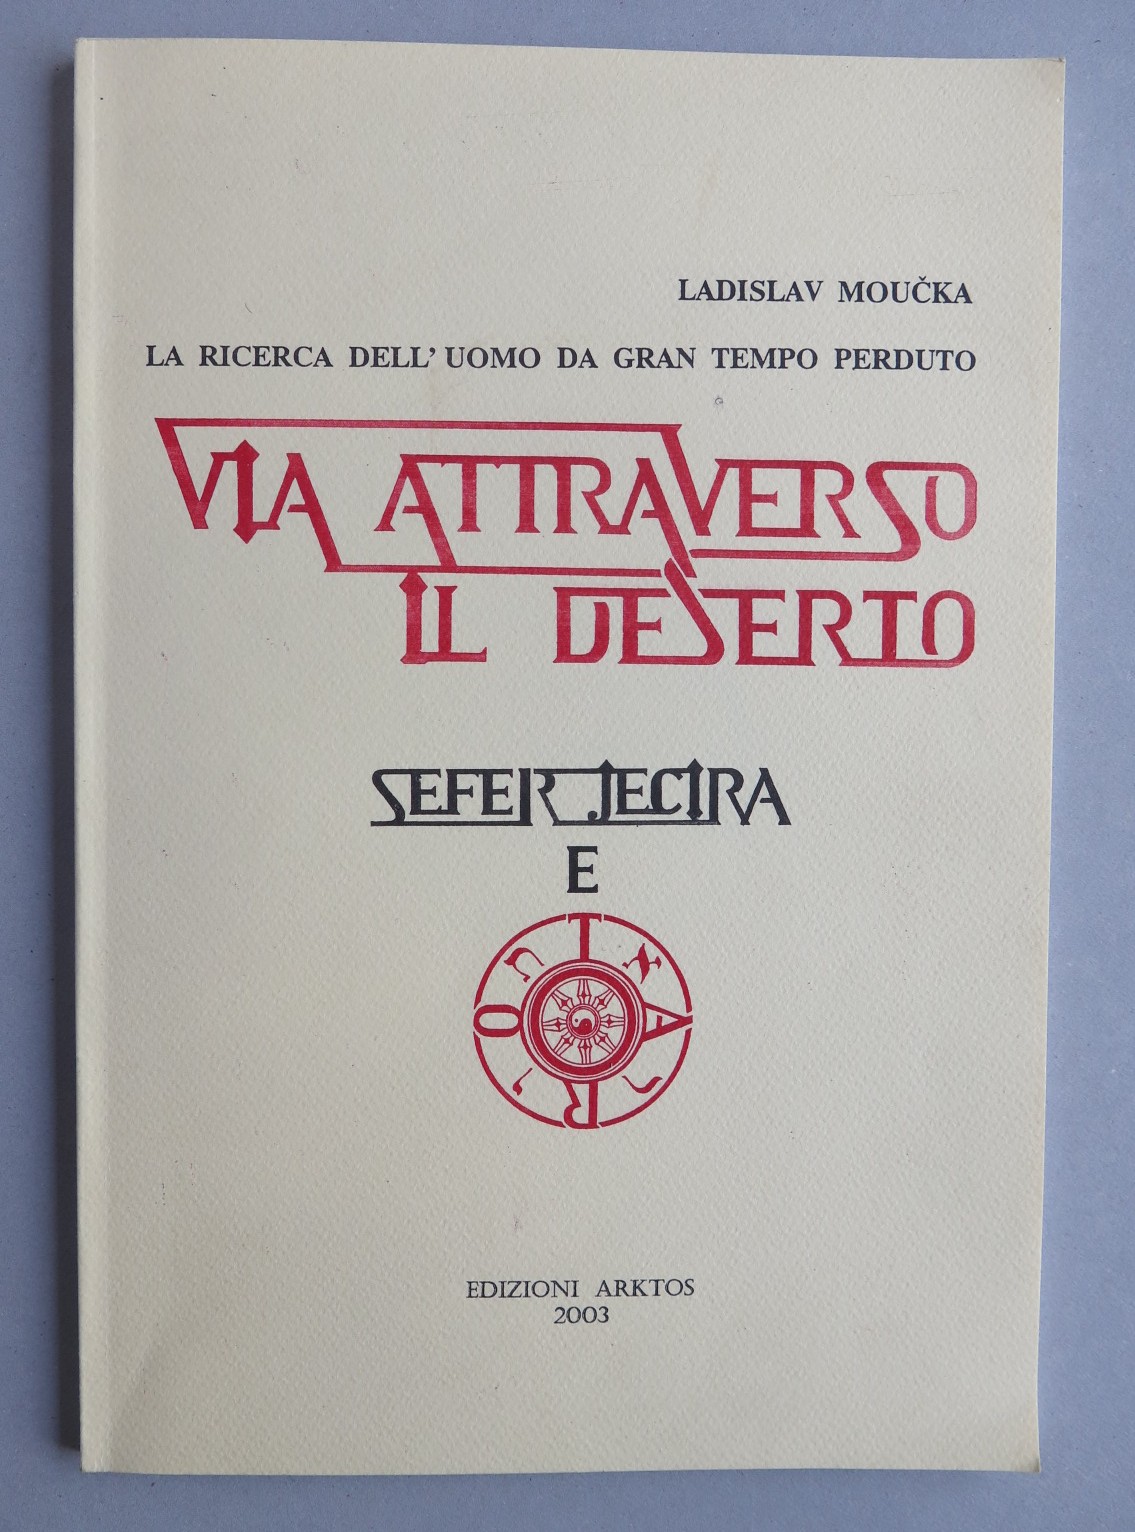 LADISLAV MOUČKA
LA RICERCA DELL'UOMO DA GRAN TEMPO PERDUTO
VIA ATTRAVERSO
IL DESERTO
SEFER JECIRA
E
T א A ר R י O ה
EDIZIONI ARKTOS
2003